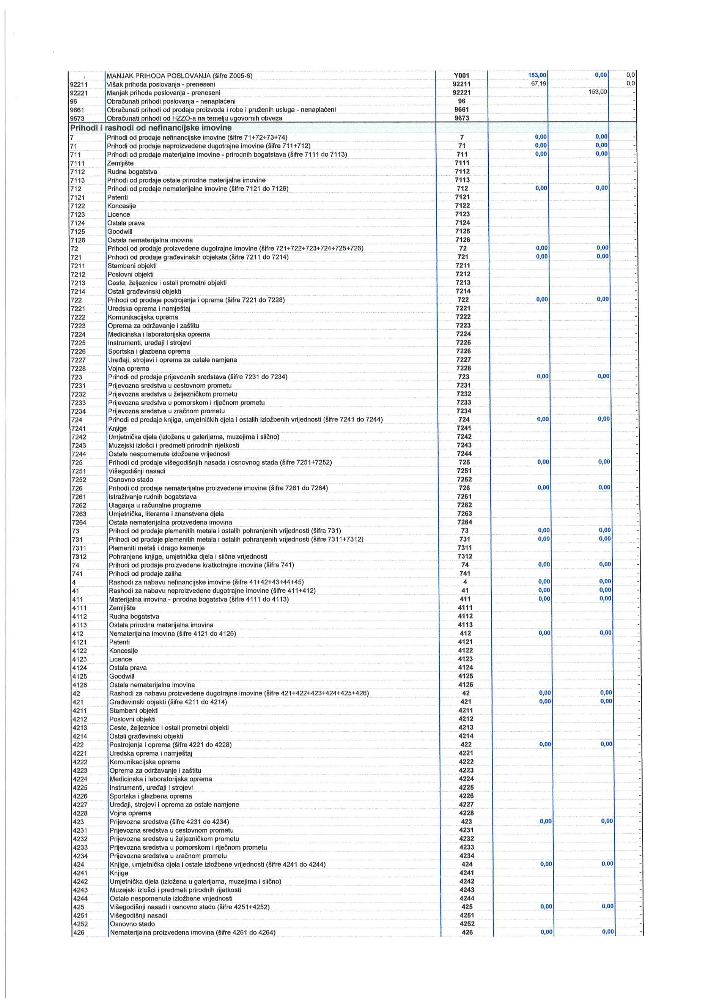 MANJAK PRIHODA POSLOVANJA (šifre Z005-6) Y001 153,00 0,00 0,0
92211 Višak prihoda poslovanja - preneseni 92211 67,19 0,0
92221 Manjak prihoda poslovanja - preneseni 92221 153,00 -
96 Obračunati prihodi poslovanja - nenaplaćeni 96 -
9661 Obračunati prihodi od prodaje proizvoda i robe i pruženih usluga - nenaplaćeni 9661 -
9673 Obračunati prihodi od HZZO-a na temelju ugovornih obveza 9673 -
Prihodi i rashodi od nefinancijske imovine
7 Prihodi od prodaje nefinancijske imovine (šifre 71+72+73+74) 7 0,00 0,00 -
71 Prihodi od prodaje neproizvedene dugotrajne imovine (šifre 711+712) 71 0,00 0,00 -
711 Prihodi od prodaje materijalne imovine - prirodnih bogatstava (šifre 7111 do 7113) 711 0,00 0,00 -
7111 Zemljište 7111 -
7112 Rudna bogatstva 7112 -
7113 Prihodi od prodaje ostale prirodne materijalne imovine 7113 -
712 Prihodi od prodaje nematerijalne imovine (šifre 7121 do 7126) 712 0,00 0,00 -
7121 Patenti 7121 -
7122 Koncesije 7122 -
7123 Licence 7123 -
7124 Ostala prava 7124 -
7125 Goodwill 7125 -
7126 Ostala nematerijalna imovina 7126 -
72 Prihodi od prodaje proizvedene dugotrajne imovine (šifre 721+722+723+724+725+726) 72 0,00 0,00 -
721 Prihodi od prodaje građevinskih objekata (šifre 7211 do 7214) 721 0,00 0,00 -
7211 Stambeni objekti 7211 -
7212 Poslovni objekti 7212 -
7213 Ceste, željeznice i ostali prometni objekti 7213 -
7214 Ostali građevinski objekti 7214 -
722 Prihodi od prodaje postrojenja i opreme (šifre 7221 do 7228) 722 0,00 0,00 -
7221 Uredska oprema i namještaj 7221 -
7222 Komunikacijska oprema 7222 -
7223 Oprema za održavanje i zaštitu 7223 -
7224 Medicinska i laboratorijska oprema 7224 -
7225 Instrumenti, uređaji i strojevi 7225 -
7226 Sportska i glazbena oprema 7226 -
7227 Uređaji, strojevi i oprema za ostale namjene 7227 -
7228 Vojna oprema 7228 -
723 Prihodi od prodaje prijevoznih sredstava (šifre 7231 do 7234) 723 0,00 0,00 -
7231 Prijevozna sredstva u cestovnom prometu 7231 -
7232 Prijevozna sredstva u željezničkom prometu 7232 -
7233 Prijevozna sredstva u pomorskom i riječnom prometu 7233 -
7234 Prijevozna sredstva u zračnom prometu 7234 -
724 Prihodi od prodaje knjiga, umjetničkih djela i ostalih izložbenih vrijednosti (šifre 7241 do 7244) 724 0,00 0,00 -
7241 Knjige 7241 -
7242 Umjetnička djela (izložena u galerijama, muzejima i slično) 7242 -
7243 Muzejski izlošci i predmeti prirodnih rijetkosti 7243 -
7244 Ostale nespomenute izložbene vrijednosti 7244 -
725 Prihodi od prodaje višegodišnjih nasada i osnovnog stada (šifre 7251+7252) 725 0,00 0,00 -
7251 Višegodišnji nasadi 7251 -
7252 Osnovno stado 7252 -
726 Prihodi od prodaje nematerijalne proizvedene imovine (šifre 7261 do 7264) 726 0,00 0,00 -
7261 Istraživanje rudnih bogatstava 7261 -
7262 Ulaganja u računalne programe 7262 -
7263 Umjetnička, literarna i znanstvena djela 7263 -
7264 Ostala nematerijalna proizvedena imovina 7264 -
73 Prihodi od prodaje plemenitih metala i ostalih pohranjenih vrijednosti (šifra 731) 73 0,00 0,00 -
731 Prihodi od prodaje plemenitih metala i ostalih pohranjenih vrijednosti (šifre 7311+7312) 731 0,00 0,00 -
7311 Plemeniti metali i drago kamenje 7311 -
7312 Pohranjene knjige, umjetnička djela i slične vrijednosti 7312 -
74 Prihodi od prodaje proizvedene kratkotrajne imovine (šifra 741) 74 0,00 0,00 -
741 Prihodi od prodaje zaliha 741 -
4 Rashodi za nabavu nefinancijske imovine (šifre 41+42+43+44+45) 4 0,00 0,00 -
41 Rashodi za nabavu neproizvedene dugotrajne imovine (šifre 411+412) 41 0,00 0,00 -
411 Materijalna imovina - prirodna bogatstva (šifre 4111 do 4113) 411 0,00 0,00 -
4111 Zemljište 4111 -
4112 Rudna bogatstva 4112 -
4113 Ostala prirodna materijalna imovina 4113 -
412 Nematerijalna imovina (šifre 4121 do 4126) 412 0,00 0,00 -
4121 Patenti 4121 -
4122 Koncesije 4122 -
4123 Licence 4123 -
4124 Ostala prava 4124 -
4125 Goodwill 4125 -
4126 Ostala nematerijalna imovina 4126 -
42 Rashodi za nabavu proizvedene dugotrajne imovine (šifre 421+422+423+424+425+426) 42 0,00 0,00 -
421 Građevinski objekti (šifre 4211 do 4214) 421 0,00 0,00 -
4211 Stambeni objekti 4211 -
4212 Poslovni objekti 4212 -
4213 Ceste, željeznice i ostali prometni objekti 4213 -
4214 Ostali građevinski objekti 4214 -
422 Postrojenja i oprema (šifre 4221 do 4228) 422 0,00 0,00 -
4221 Uredska oprema i namještaj 4221 -
4222 Komunikacijska oprema 4222 -
4223 Oprema za održavanje i zaštitu 4223 -
4224 Medicinska i laboratorijska oprema 4224 -
4225 Instrumenti, uređaji i strojevi 4225 -
4226 Sportska i glazbena oprema 4226 -
4227 Uređaji, strojevi i oprema za ostale namjene 4227 -
4228 Vojna oprema 4228 -
423 Prijevozna sredstva (šifre 4231 do 4234) 423 0,00 0,00 -
4231 Prijevozna sredstva u cestovnom prometu 4231 -
4232 Prijevozna sredstva u željezničkom prometu 4232 -
4233 Prijevozna sredstva u pomorskom i riječnom prometu 4233 -
4234 Prijevozna sredstva u zračnom prometu 4234 -
424 Knjige, umjetnička djela i ostale izložbene vrijednosti (šifre 4241 do 4244) 424 0,00 0,00 -
4241 Knjige 4241 -
4242 Umjetnička djela (izložena u galerijama, muzejima i slično) 4242 -
4243 Muzejski izlošci i predmeti prirodnih rijetkosti 4243 -
4244 Ostale nespomenute izložbene vrijednosti 4244 -
425 Višegodišnji nasadi i osnovno stado (šifre 4251+4252) 425 0,00 0,00 -
4251 Višegodišnji nasadi 4251 -
4252 Osnovno stado 4252 -
426 Nematerijalna proizvedena imovina (šifre 4261 do 4264) 426 0,00 0,00 -